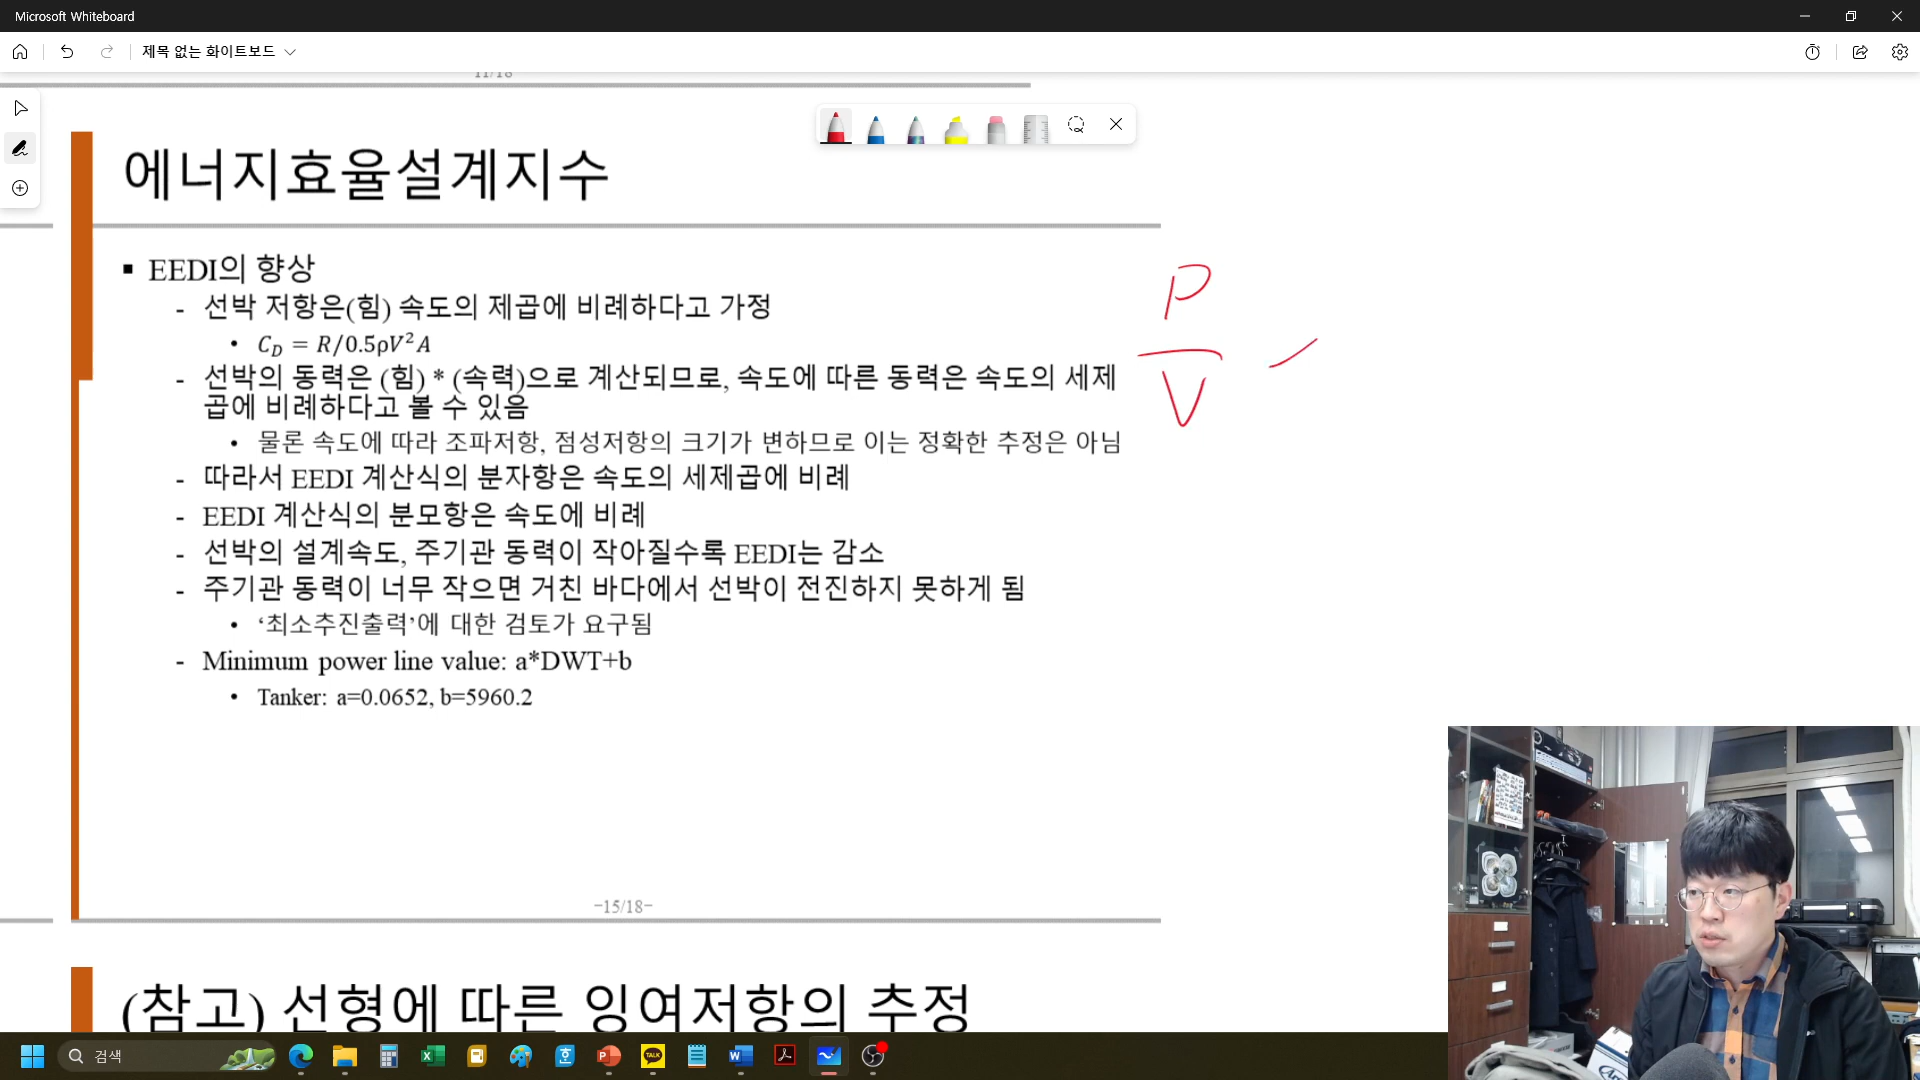 Microsoft Whiteboard
제목 없는 화이트보드
11/18
에너지효율설계지수
▪ EEDI의 향상
- 선박 저항은(힘) 속도의 제곱에 비례하다고 가정
• C_D = R/0.5ρV²A
- 선박의 동력은 (힘) * (속력)으로 계산되므로, 속도에 따른 동력은 속도의 세제
곱에 비례하다고 볼 수 있음
• 물론 속도에 따라 조파저항, 점성저항의 크기가 변하므로 이는 정확한 추정은 아님
- 따라서 EEDI 계산식의 분자항은 속도의 세제곱에 비례
- EEDI 계산식의 분모항은 속도에 비례
- 선박의 설계속도, 주기관 동력이 작아질수록 EEDI는 감소
- 주기관 동력이 너무 작으면 거친 바다에서 선박이 전진하지 못하게 됨
• ‘최소추진출력’에 대한 검토가 요구됨
- Minimum power line value: a*DWT+b
• Tanker: a=0.0652, b=5960.2
P
V
-15/18-
(참고) 선형에 따른 잉여저항의 추정
검색